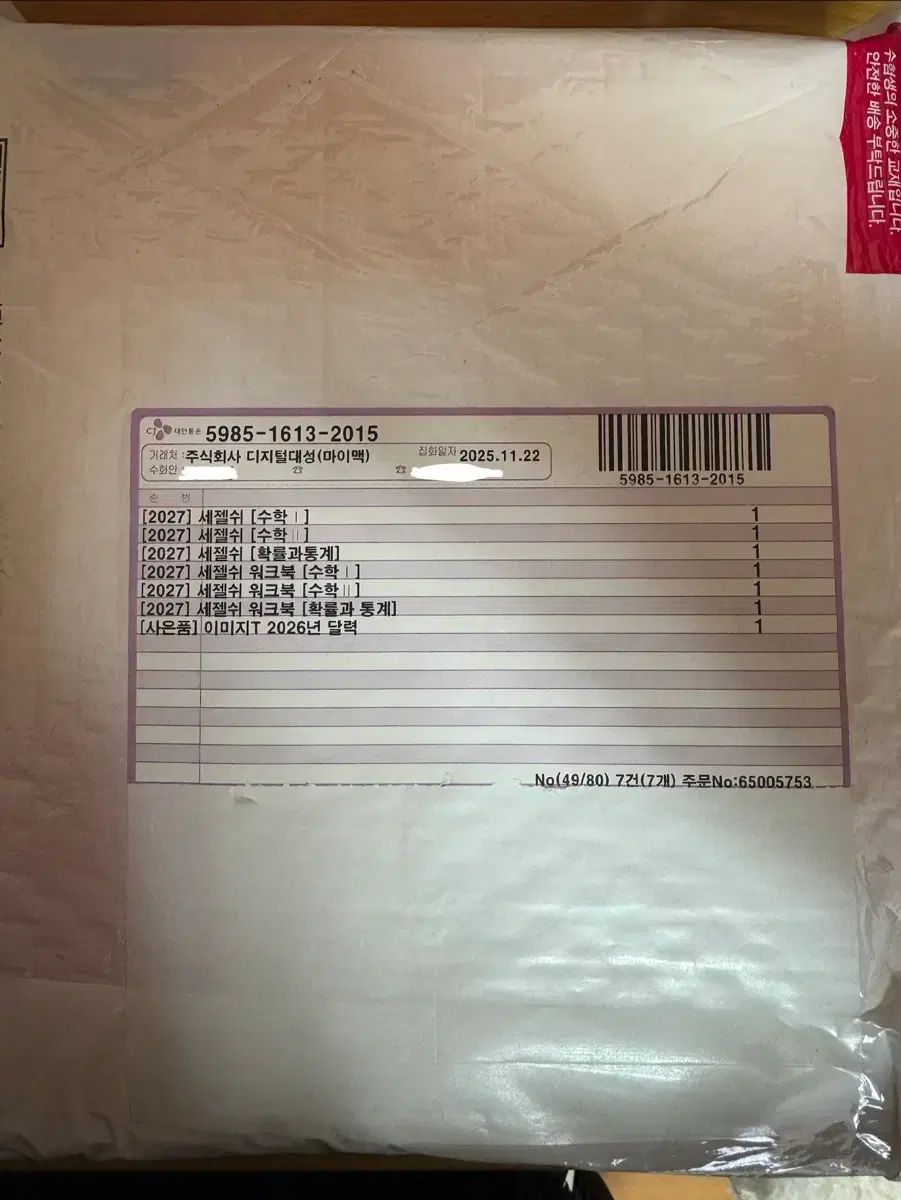 수험생의 소중한 교재입니다.
안전한 배송 부탁드립니다.
CJ 대한통운 5985-1613-2015
거래처 : 주식회사 디지털대성(마이맥) 집화일자 2025.11.22
수화인 ☎ ☎
5985-1613-2015
순 번
[2027] 세젤쉬 [수학Ⅰ] 1
[2027] 세젤쉬 [수학Ⅱ] 1
[2027] 세젤쉬 [확률과통계] 1
[2027] 세젤쉬 워크북 [수학Ⅰ] 1
[2027] 세젤쉬 워크북 [수학Ⅱ] 1
[2027] 세젤쉬 워크북 [확률과 통계] 1
[사은품] 이미지T 2026년 달력 1
No(49/80) 7건(7개) 주문No:65005753